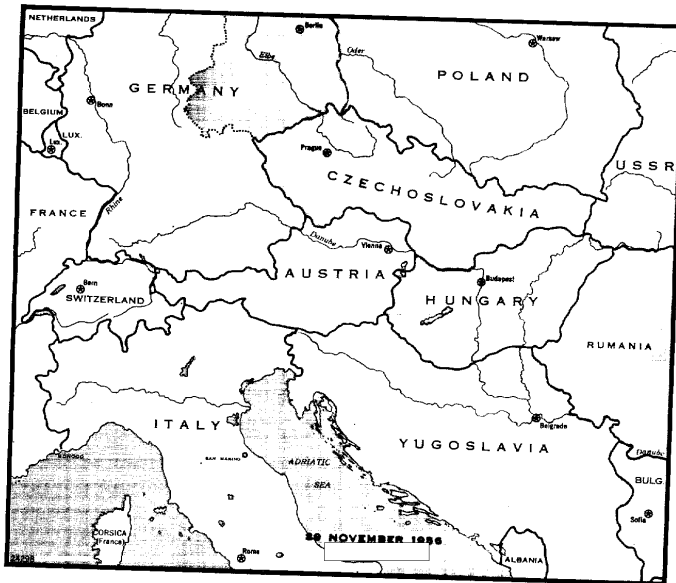 NETHERLANDS
Berlin
Warsaw
Elbe
Oder
POLAND
GERMANY
Bonn
BELGIUM
LUX.
Lux.
Prague
USSR
CZECHOSLOVAKIA
FRANCE
Rhine
Danube
Vienna
AUSTRIA
Bern
SWITZERLAND
Budapest
HUNGARY
RUMANIA
ITALY
Belgrade
YUGOSLAVIA
SAN MARINO
ADRIATIC
SEA
Danube
BULG.
Sofia
CORSICA
(France)
NOVEMBER 1956
Rome
ALBANIA